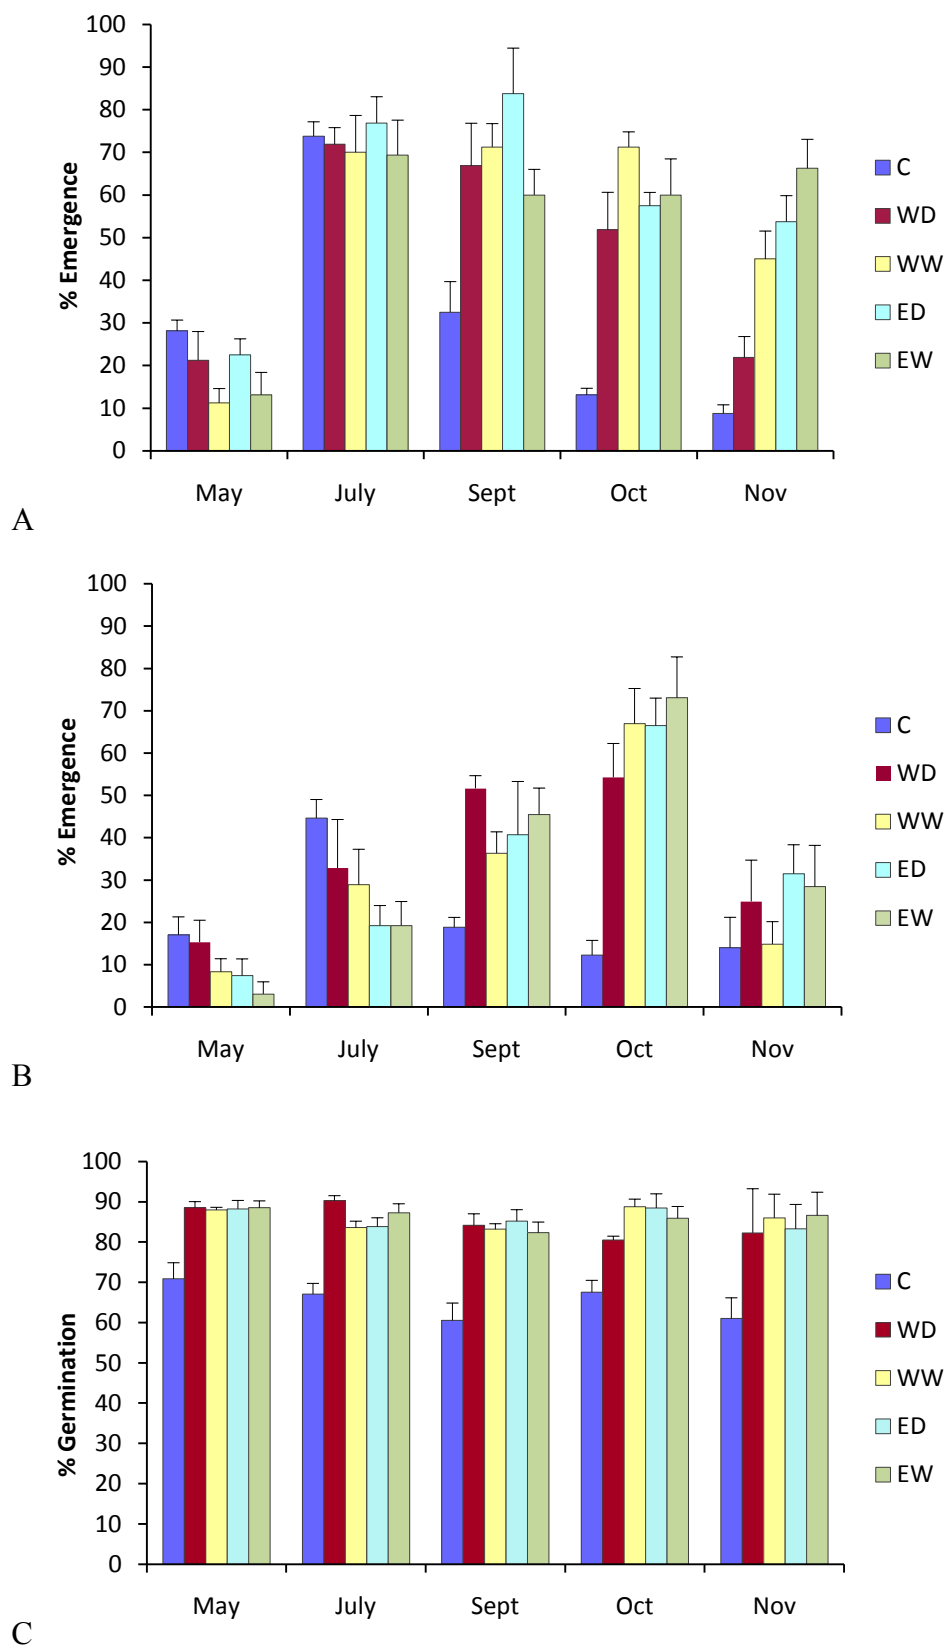 100
90
80
70
60
50
40
30
20
10
0
% Emergence
May July Sept Oct Nov
C
WD
WW
ED
EW
A
100
90
80
70
60
50
40
30
20
10
0
% Emergence
May July Sept Oct Nov
C
WD
WW
ED
EW
B
100
90
80
70
60
50
40
30
20
10
0
% Germination
May July Sept Oct Nov
C
WD
WW
ED
EW
C